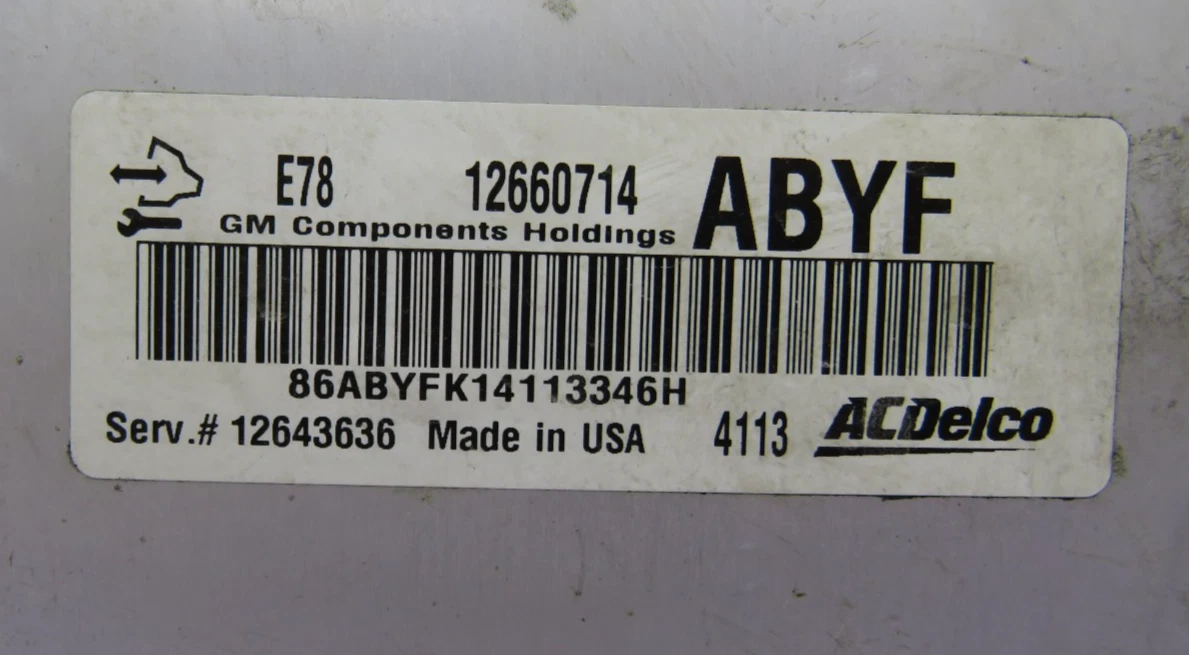 E78 12660714 ABYF
GM Components Holdings
86ABYFK14113346H
Serv.# 12643636 Made in USA 4113 ACDelco